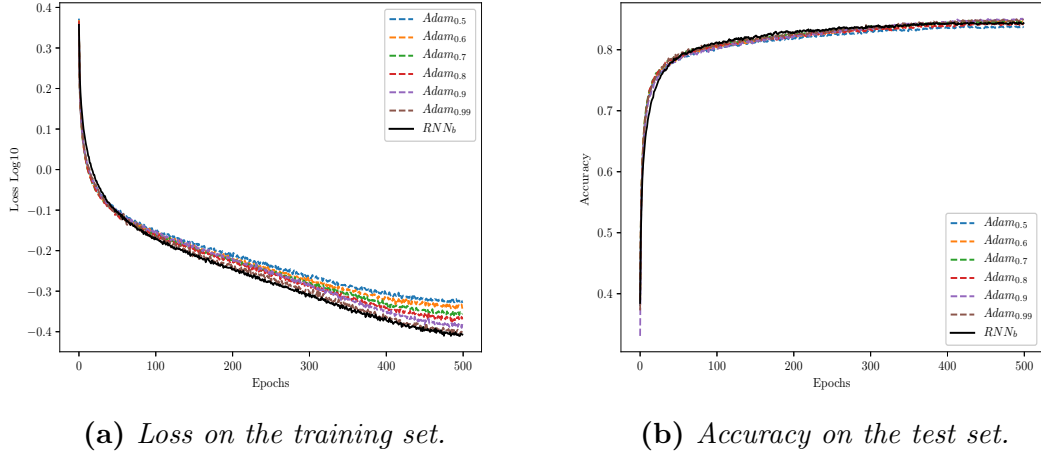 0.4
0.3
0.2
0.1
0.0
−0.1
−0.2
−0.3
−0.4
Loss Log10
0 100 200 300 400 500
Epochs
Adam0.5
Adam0.6
Adam0.7
Adam0.8
Adam0.9
Adam0.99
RNNb
(a) Loss on the training set.
0.8
0.7
0.6
0.5
0.4
Accuracy
0 100 200 300 400 500
Epochs
Adam0.5
Adam0.6
Adam0.7
Adam0.8
Adam0.9
Adam0.99
RNNb
(b) Accuracy on the test set.